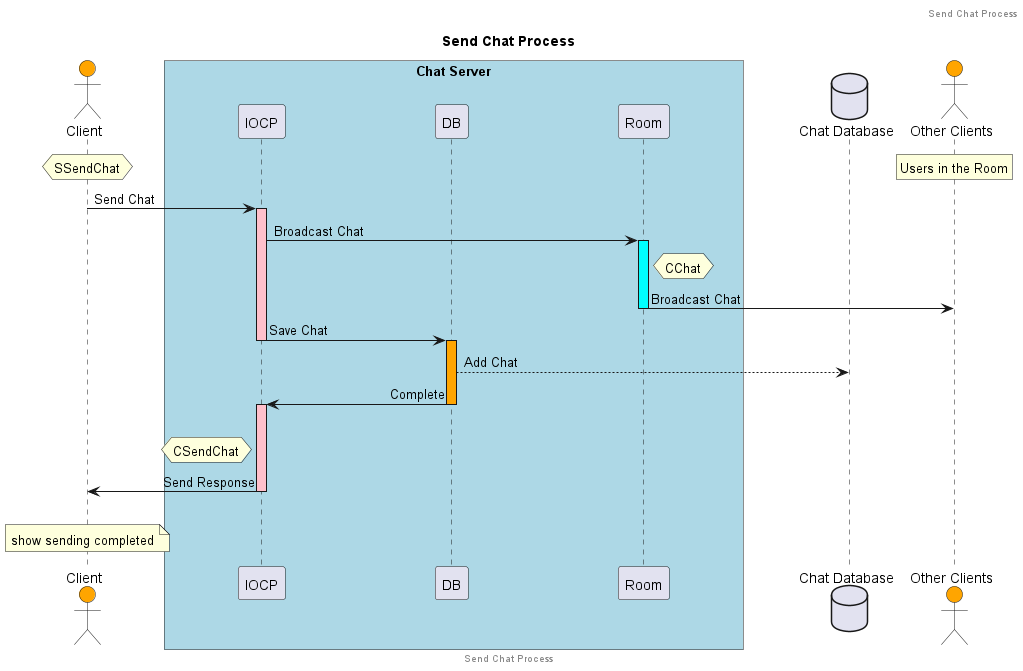 Send Chat Process
Send Chat Process
Chat Server
Client
IOCP
DB
Room
Chat Database
Other Clients
SSendChat
Users in the Room
Send Chat
Broadcast Chat
CChat
Broadcast Chat
Save Chat
Add Chat
Complete
CSendChat
Send Response
show sending completed
Client
IOCP
DB
Room
Chat Database
Other Clients
Send Chat Process